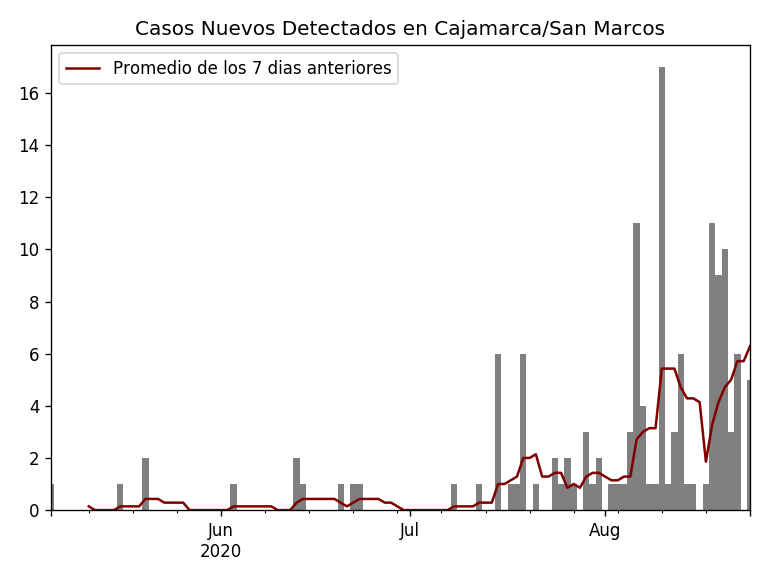 Casos Nuevos Detectados en Cajamarca/San Marcos
Promedio de los 7 dias anteriores
16
14
12
10
8
6
4
2
0
Jun
2020
Jul
Aug